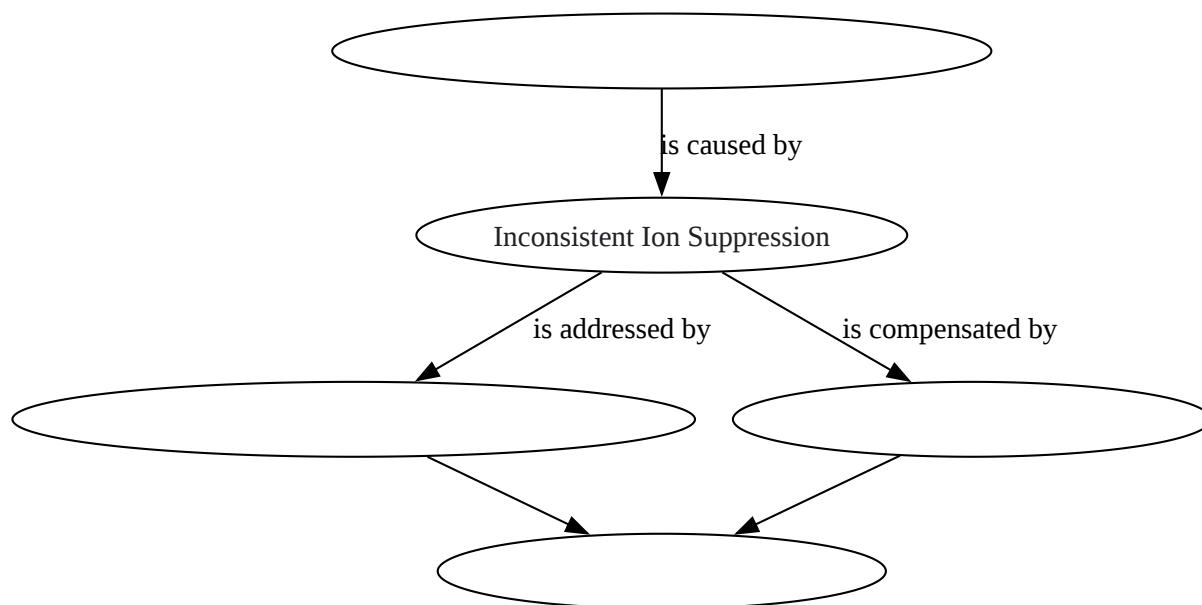 is caused by
Inconsistent Ion Suppression
is addressed by
is compensated by